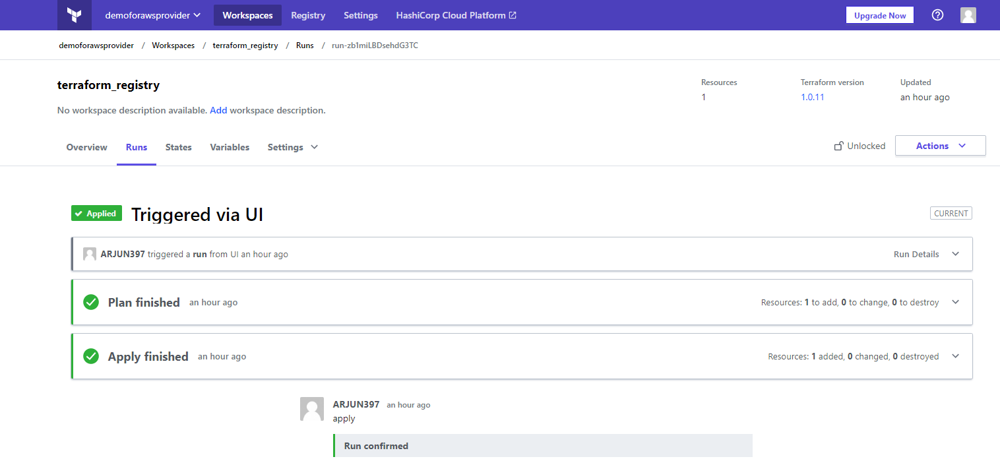 demoforawsprovider Workspaces Registry Settings HashiCorp Cloud Platform Upgrade Now
demoforawsprovider / Workspaces / terraform_registry / Runs / run-zb1miLBDsehdG3TC
terraform_registry
No workspace description available. Add workspace description.
Resources Terraform version Updated
1 1.0.11 an hour ago
Overview Runs States Variables Settings Unlocked Actions
Applied Triggered via UI CURRENT
ARJUN397 triggered a run from UI an hour ago Run Details
Plan finished an hour ago Resources: 1 to add, 0 to change, 0 to destroy
Apply finished an hour ago Resources: 1 added, 0 changed, 0 destroyed
ARJUN397 an hour ago
apply
Run confirmed